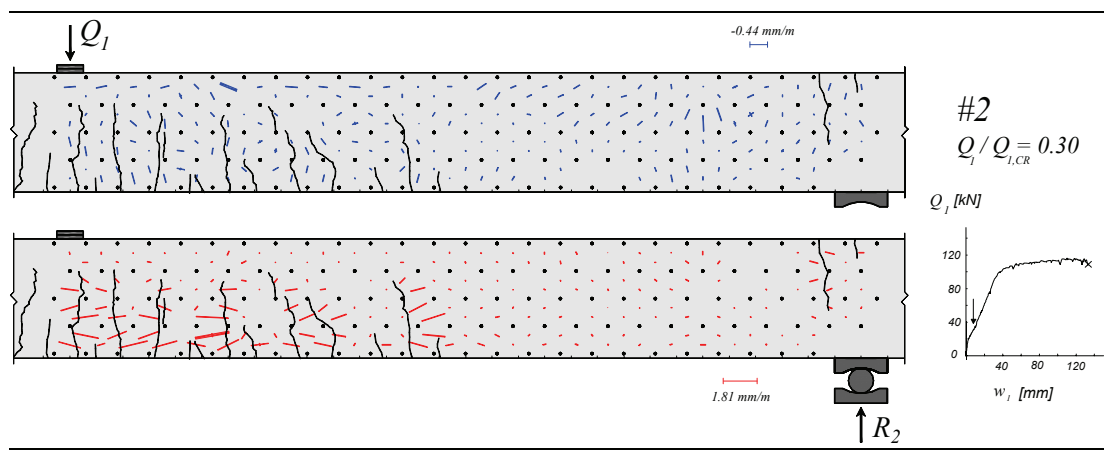 Q1
-0.44 mm/m
#2
Q1 / Q1,CR = 0.30
Q1 [kN]
120
80
40
0
40 80 120
w1 [mm]
1.81 mm/m
R2